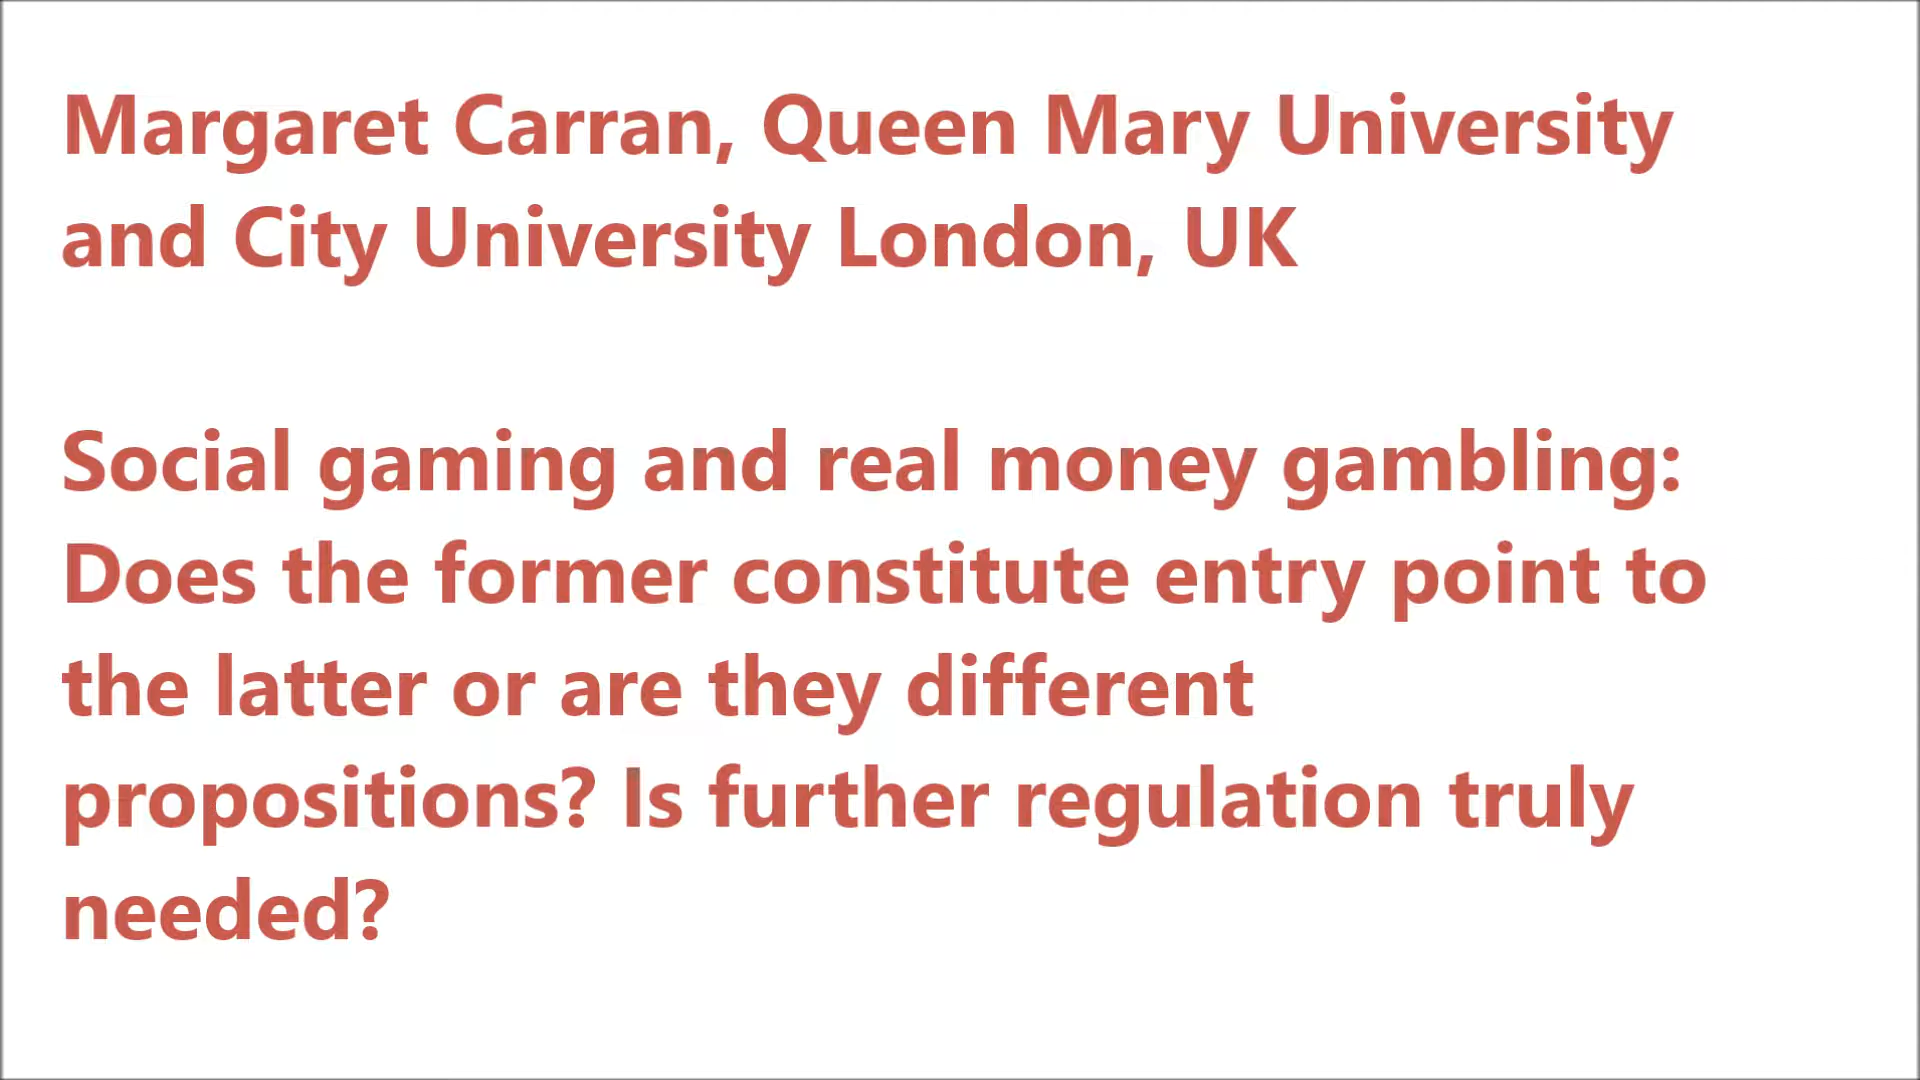 Margaret Carran, Queen Mary University
and City University London, UK
Social gaming and real money gambling:
Does the former constitute entry point to
the latter or are they different
propositions? Is further regulation truly
needed?